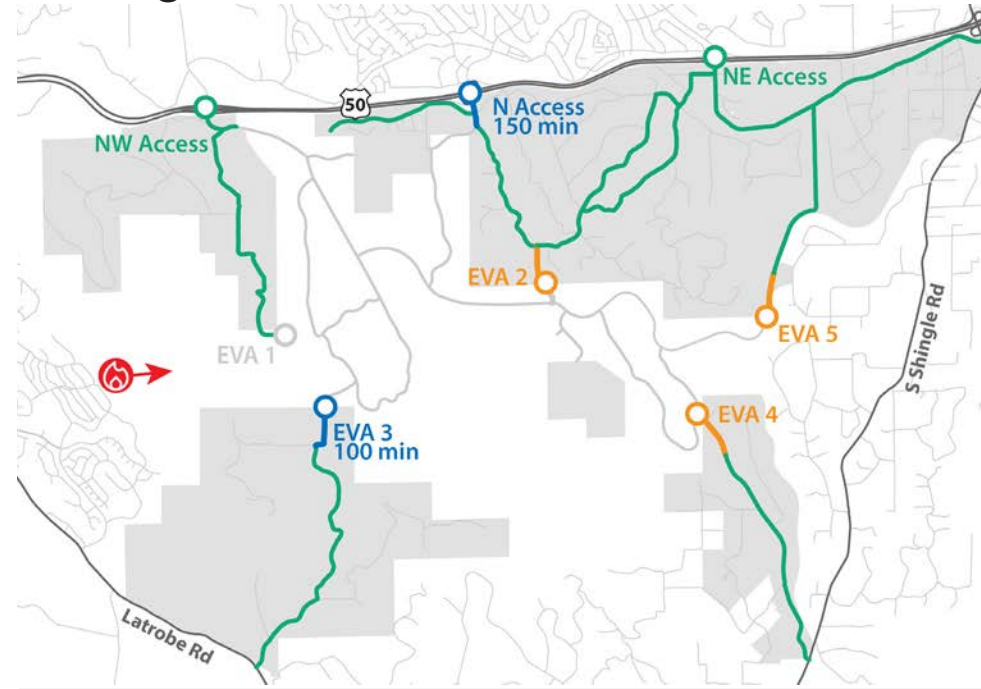 50
NE Access
N Access
150 min
NW Access
EVA 2
EVA 5
EVA 1
S Shingle Rd
EVA 4
EVA 3
100 min
Latrobe Rd